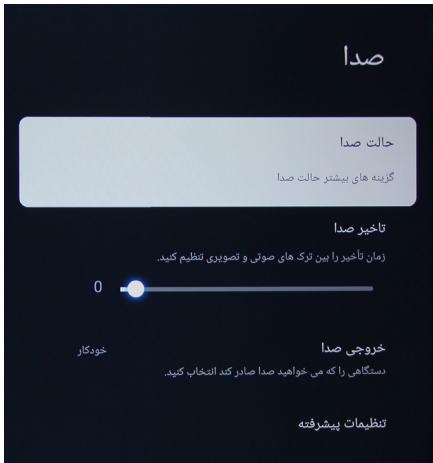 صدا
حالت صدا
گزینه های بیشتر حالت صدا
تاخیر صدا
زمان تأخیر را بین ترک های صوتی و تصویری تنظیم کنید.
0
خروجی صدا
خودکار
دستگاهی را که می خواهید صدا صادر کند انتخاب کنید.
تنظیمات پیشرفته